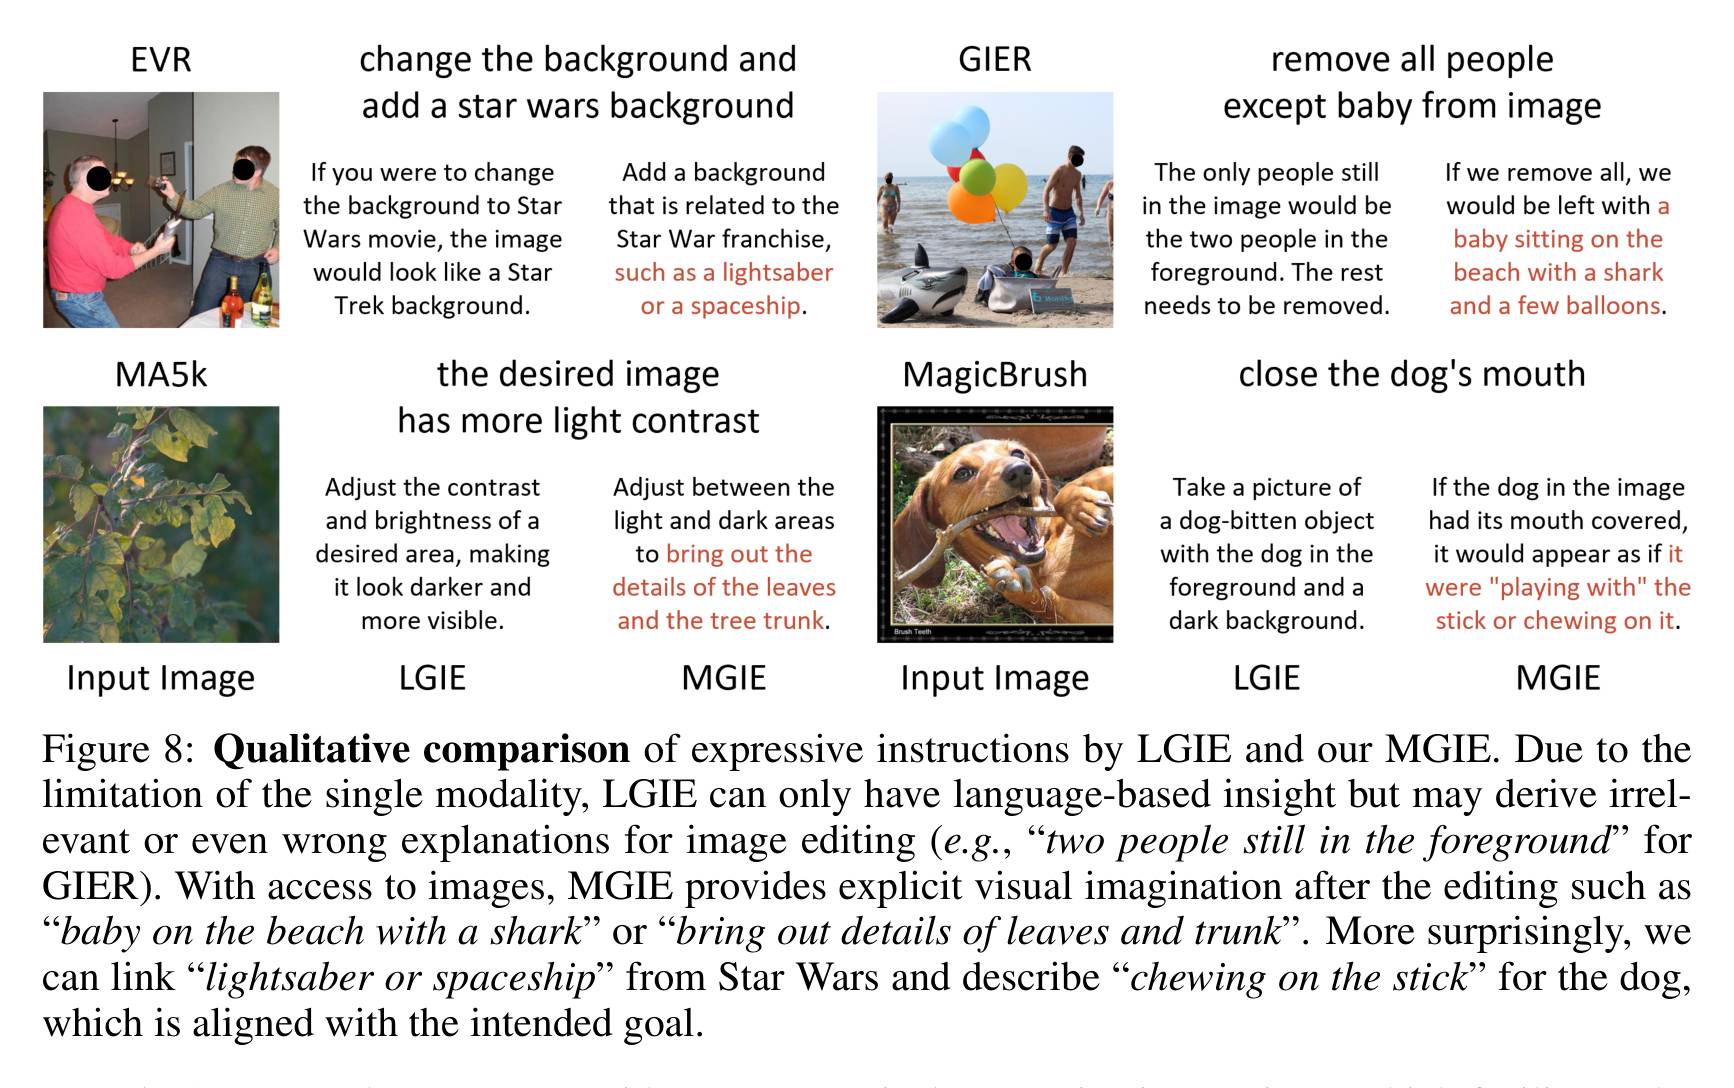 EVR
change the background and
add a star wars background
If you were to change
the background to Star
Wars movie, the image
would look like a Star
Trek background.
Add a background
that is related to the
Star War franchise,
such as a lightsaber
or a spaceship.
GIER
remove all people
except baby from image
The only people still
in the image would be
the two people in the
foreground. The rest
needs to be removed.
If we remove all, we
would be left with a
baby sitting on the
beach with a shark
and a few balloons.
MA5k
the desired image
has more light contrast
Adjust the contrast
and brightness of a
desired area, making
it look darker and
more visible.
Adjust between the
light and dark areas
to bring out the
details of the leaves
and the tree trunk.
MagicBrush
close the dog's mouth
Brush Teeth
Take a picture of
a dog-bitten object
with the dog in the
foreground and a
dark background.
If the dog in the image
had its mouth covered,
it would appear as if it
were "playing with" the
stick or chewing on it.
Input Image
LGIE
MGIE
Input Image
LGIE
MGIE
Figure 8: Qualitative comparison of expressive instructions by LGIE and our MGIE. Due to the
limitation of the single modality, LGIE can only have language-based insight but may derive irrel-
evant or even wrong explanations for image editing (e.g., “two people still in the foreground” for
GIER). With access to images, MGIE provides explicit visual imagination after the editing such as
“baby on the beach with a shark” or “bring out details of leaves and trunk”. More surprisingly, we
can link “lightsaber or spaceship” from Star Wars and describe “chewing on the stick” for the dog,
which is aligned with the intended goal.